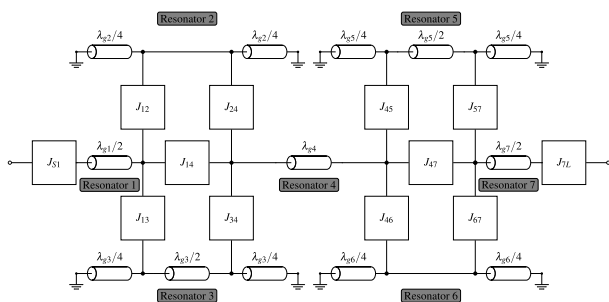 Resonator 2 Resonator 5
λg2/4 λg2/4 λg5/4 λg5/2 λg5/4
J12 J24 J45 J57
JS1 λg1/2 J14 λg4 J47 λg7/2 J7L
Resonator 1 Resonator 4 Resonator 7
J13 J34 J46 J67
λg3/4 λg3/2 λg3/4 λg6/4 λg6/4
Resonator 3 Resonator 6